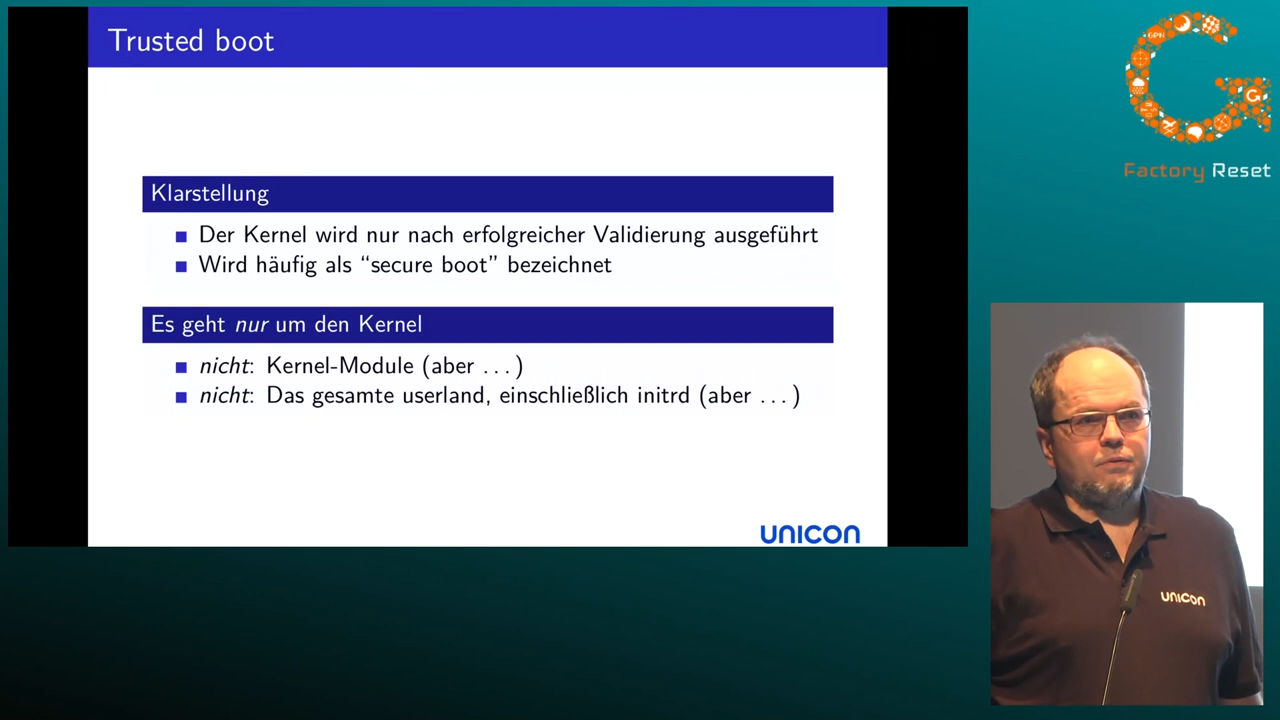 Trusted boot
Klarstellung
Der Kernel wird nur nach erfolgreicher Validierung ausgeführt
Wird häufig als “secure boot” bezeichnet
Es geht nur um den Kernel
nicht: Kernel-Module (aber . . . )
nicht: Das gesamte userland, einschließlich initrd (aber . . . )
UNICON
GPN
G
Factory Reset
UNICON